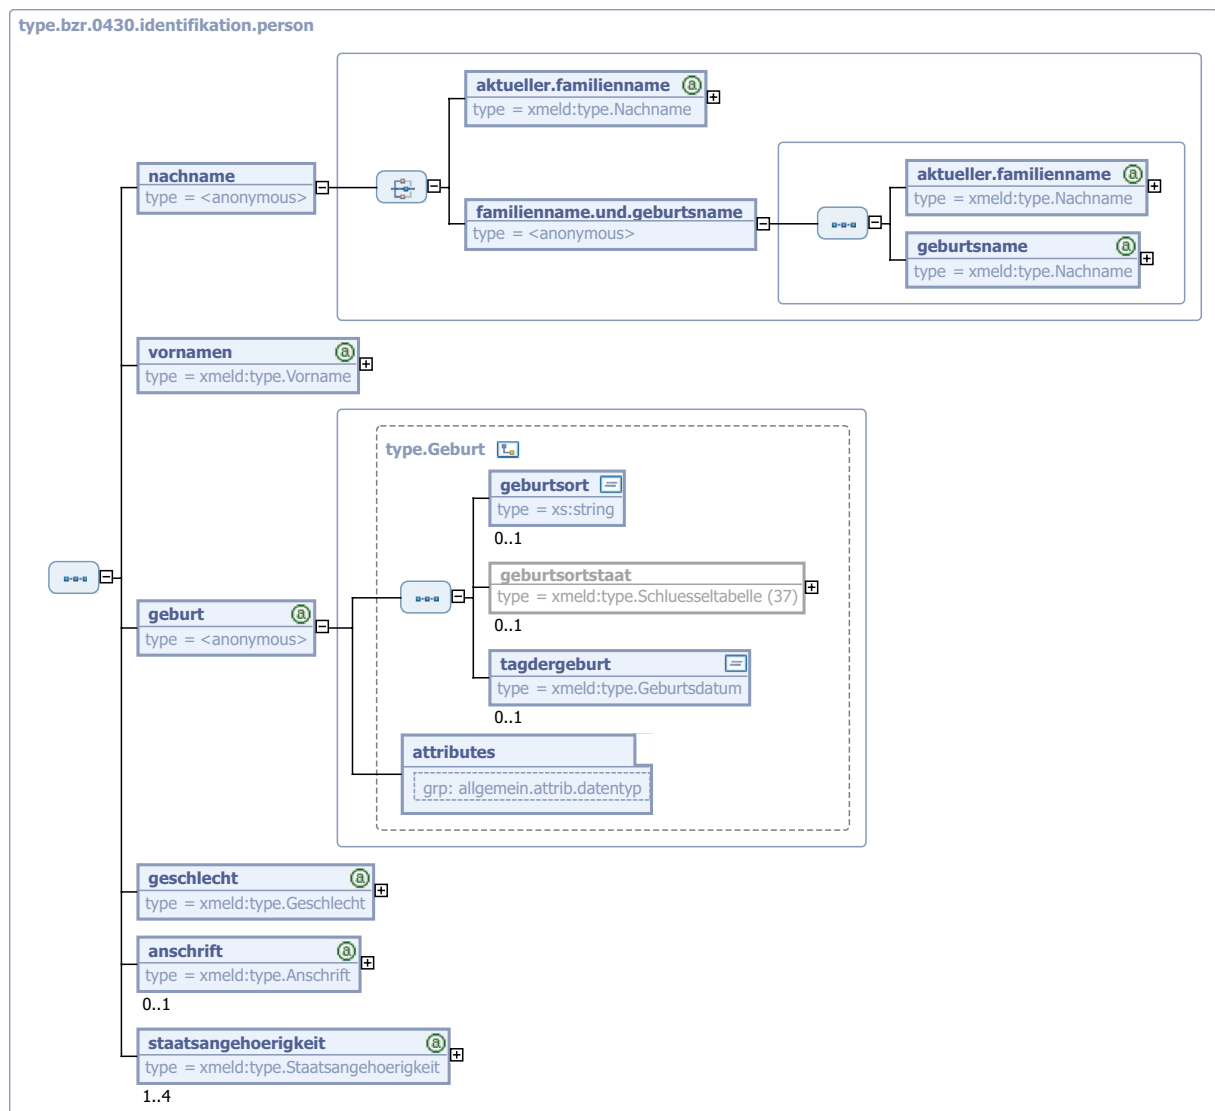 type.bzr.0430.identifikation.person
aktueller.familienname
type = xmeld:type.Nachname
nachname
type = <anonymous>
familienname.und.geburtsname
type = <anonymous>
aktueller.familienname
type = xmeld:type.Nachname
geburtsname
type = xmeld:type.Nachname
vornamen
type = xmeld:type.Vorname
type.Geburt
geburtsort
type = xs:string
0..1
geburtsortstaat
type = xmeld:type.Schluesseltabelle (37)
0..1
geburt
type = <anonymous>
tagdergeburt
type = xmeld:type.Geburtsdatum
0..1
attributes
grp: allgemein.attrib.datentyp
geschlecht
type = xmeld:type.Geschlecht
anschrift
type = xmeld:type.Anschrift
0..1
staatsangehoerigkeit
type = xmeld:type.Staatsangehoerigkeit
1..4